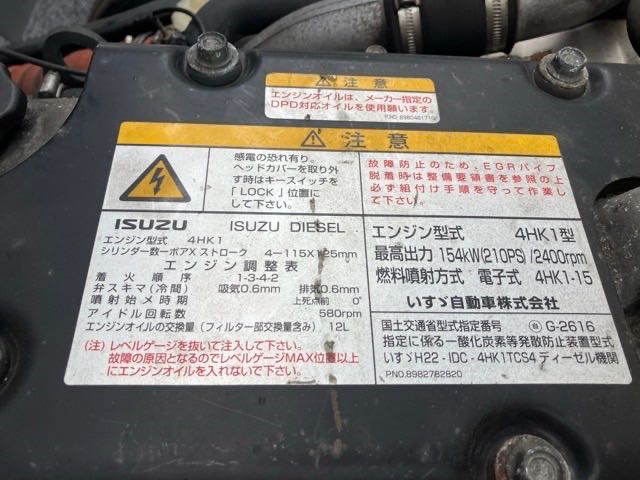 注意
エンジンオイルは、メーカー指定の
DPD対応オイルを使用願います。
注意
感電の恐れ有り。
ヘッドカバーを取り外
す時はキースイッチを
「LOCK」位置に
して下さい。
故障防止のため、EGRパイプ
脱着時は整備要領書を参照の上
必ず組付け手順を守って作業し
て下さい。
ISUZU ISUZU DIESEL
エンジン型式 4HK1
シリンダー数ーボアXストローク 4ー115X125mm
エンジン調整表
着火順序 1-3-4-2
弁スキマ(冷間) 吸気0.6mm 排気0.6mm
噴射始メ時期 上死点前 0°
アイドル回転数 580rpm
エンジンオイルの交換量(フィルター部交換含み) 12L
(注)レベルゲージを抜いて注入して下さい。
故障の原因となるのでレベルゲージMAX位置以上
にエンジンオイルを入れないで下さい。
エンジン型式 4HK1型
最高出力 154kW(210PS)/2400rpm
燃料噴射方式 電子式 4HK1-15
いすゞ自動車株式会社
国土交通省型式指定番号 G-2616
指定に係る一酸化炭素等発散防止装置型式
いすゞH22-IDC-4HK1TCS4ディーゼル機関
PNO.8982782820